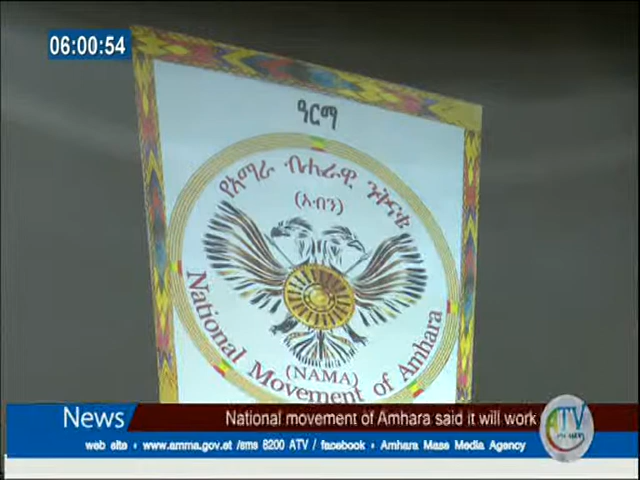 06:00:54
ዓርማ
የአማራ ብሔራዊ ንቅናቄ
(አብን)
National Movement of Amhara
(NAMA)
News
National movement of Amhara said it will work
ATV
web site • www.amma.gov.et /sms 8200 ATV / facebook • Amhara Mass Media Agency